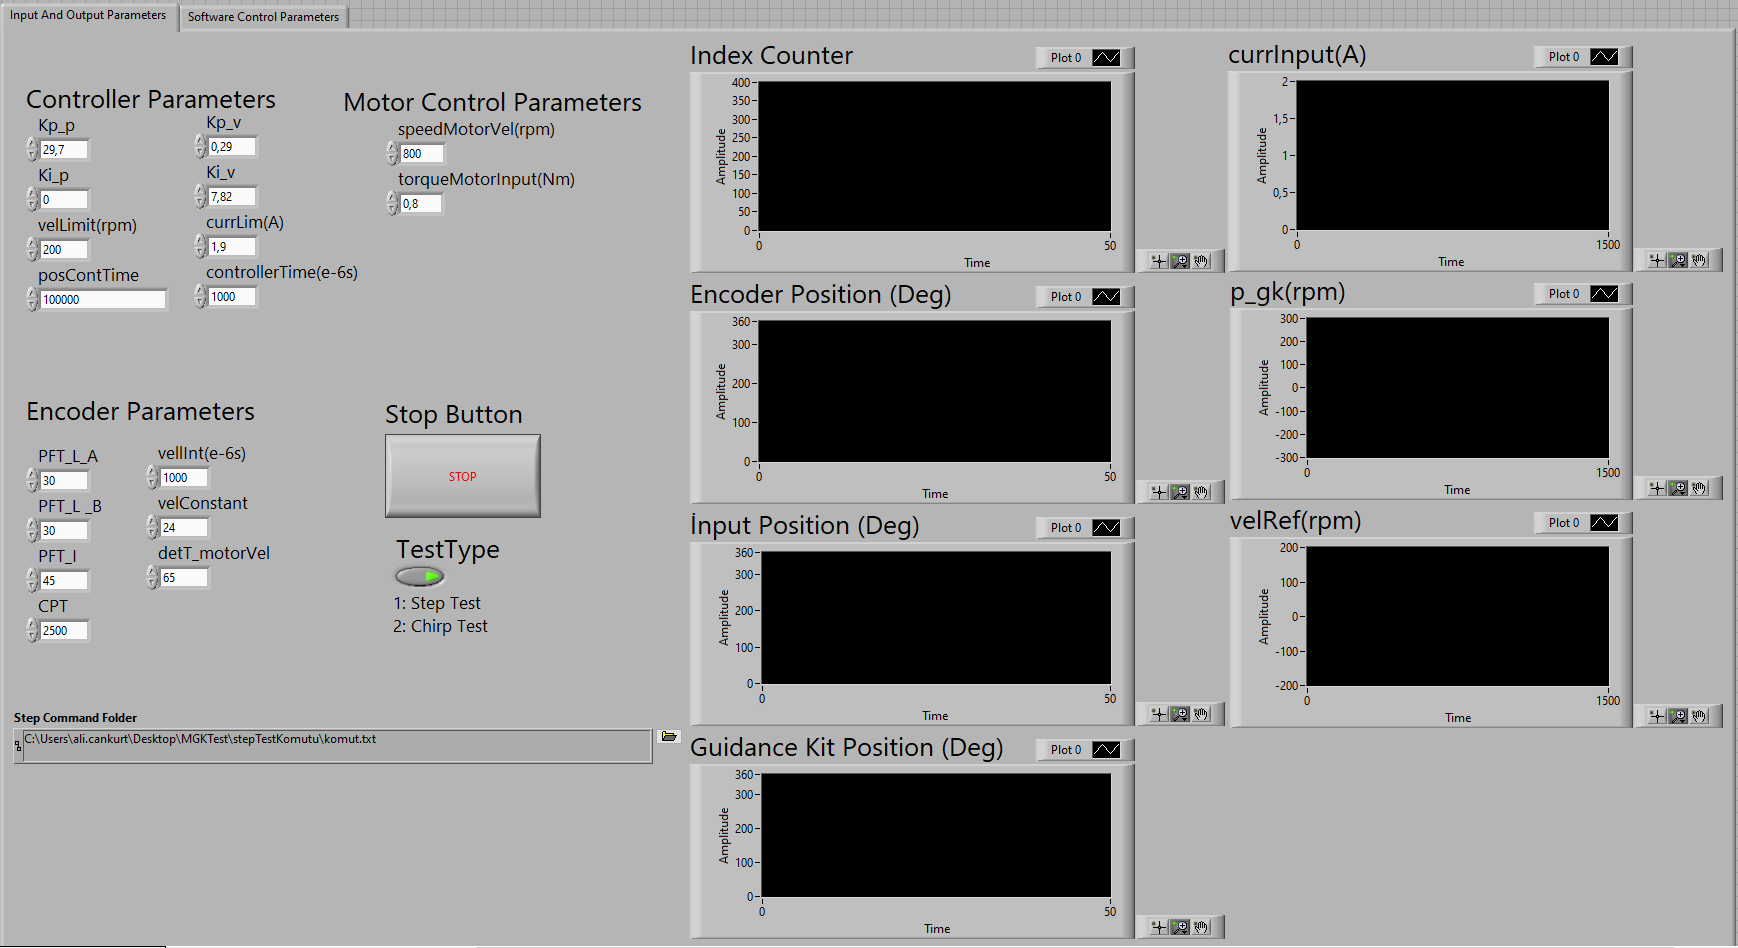 Input And Output Parameters
Software Control Parameters
Controller Parameters
Kp_p
29,7
Kp_v
0,29
Ki_p
0
Ki_v
7,82
velLimit(rpm)
200
currLim(A)
1,9
posContTime
100000
controllerTime(e-6s)
1000
Motor Control Parameters
speedMotorVel(rpm)
800
torqueMotorInput(Nm)
0,8
Encoder Parameters
PFT_L_A
30
vellInt(e-6s)
1000
PFT_L _B
30
velConstant
24
PFT_I
45
detT_motorVel
65
CPT
2500
Stop Button
STOP
TestType
1: Step Test
2: Chirp Test
Step Command Folder
C:\Users\ali.cankurt\Desktop\MGKTest\stepTestKomutu\komut.txt
Index Counter
Plot 0
Amplitude
400
350
300
250
200
150
100
50
0
0
50
Time
Encoder Position (Deg)
Plot 0
Amplitude
360
300
200
100
0
0
50
Time
İnput Position (Deg)
Plot 0
Amplitude
360
300
200
100
0
0
50
Time
Guidance Kit Position (Deg)
Plot 0
Amplitude
360
300
200
100
0
0
50
Time
currInput(A)
Plot 0
Amplitude
2
1,5
1
0,5
0
0
1500
Time
p_gk(rpm)
Plot 0
Amplitude
300
200
100
0
-100
-200
-300
0
1500
Time
velRef(rpm)
Plot 0
Amplitude
200
100
0
-100
-200
0
1500
Time